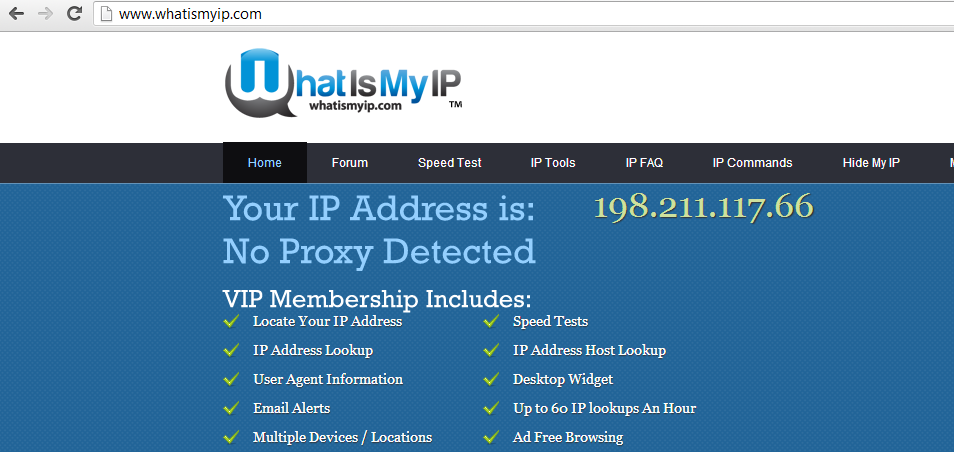 www.whatismyip.com
WhatIsMyIP
whatismyip.com TM
Home Forum Speed Test IP Tools IP FAQ IP Commands Hide My IP
Your IP Address is: 198.211.117.66
No Proxy Detected
VIP Membership Includes:
Locate Your IP Address Speed Tests
IP Address Lookup IP Address Host Lookup
User Agent Information Desktop Widget
Email Alerts Up to 60 IP lookups An Hour
Multiple Devices / Locations Ad Free Browsing